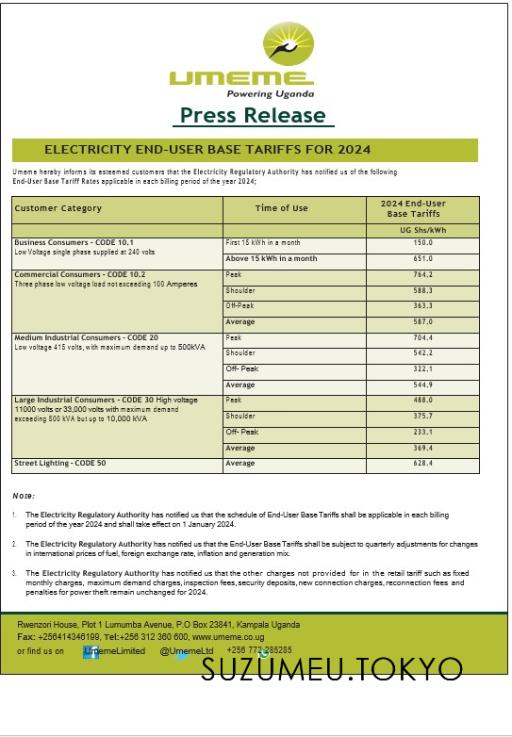 UMEME
Powering Uganda
Press Release
ELECTRICITY END-USER BASE TARIFFS FOR 2024
Umeme hereby informs its esteemed customers that the Electricity Regulatory Authority has notified us of the following
End-User Base Tariff Rates applicable in each billing period of the year 2024;
Customer Category Time of Use 2024 End-User
Base Tariffs
UG Shs/kWh
Business Consumers - CODE 10.1 First 15 kWh in a month 150.0
Low Voltage single phase supplied at 240 volts
Above 15 kWh in a month 651.0
Commercial Consumers - CODE 10.2 Peak 764.2
Three phase low voltage load not exceeding 100 Amperes
Shoulder 588.3
Off-Peak 363.3
Average 587.0
Medium Industrial Consumers - CODE 20 Peak 704.4
Low voltage 415 volts, with maximum demand up to 500kVA
Shoulder 542.2
Off- Peak 322.1
Average 544.9
Large Industrial Consumers - CODE 30 High voltage Peak 488.0
11000 volts or 33,000 volts with maximum demand
exceeding 500 kVA but up to 10,000 kVA Shoulder 375.7
Off- Peak 233.1
Average 369.4
Street Lighting - CODE 50 Average 628.4
Note:
1. The Electricity Regulatory Authority has notified us that the schedule of End-User Base Tariffs shall be applicable in each billing
period of the year 2024 and shall take effect on 1 January 2024.
2. The Electricity Regulatory Authority has notified us that the End-User Base Tariffs shall be subject to quarterly adjustments for changes
in international prices of fuel, foreign exchange rate, inflation and generation mix.
3. The Electricity Regulatory Authority has notified us that the other charges not provided for in the retail tariff such as fixed
monthly charges, maximum demand charges, inspection fees, security deposits, new connection charges, reconnection fees and
penalties for power theft remain unchanged for 2024.
Rwenzori House, Plot 1 Lumumba Avenue, P.O Box 23841, Kampala Uganda
Fax: +256414346199, Tel:+256 312 360 600, www.umeme.co.ug
or find us on UmemeLimited @UmemeLtd +256 772 285285
SUZUMEU.TOKYO